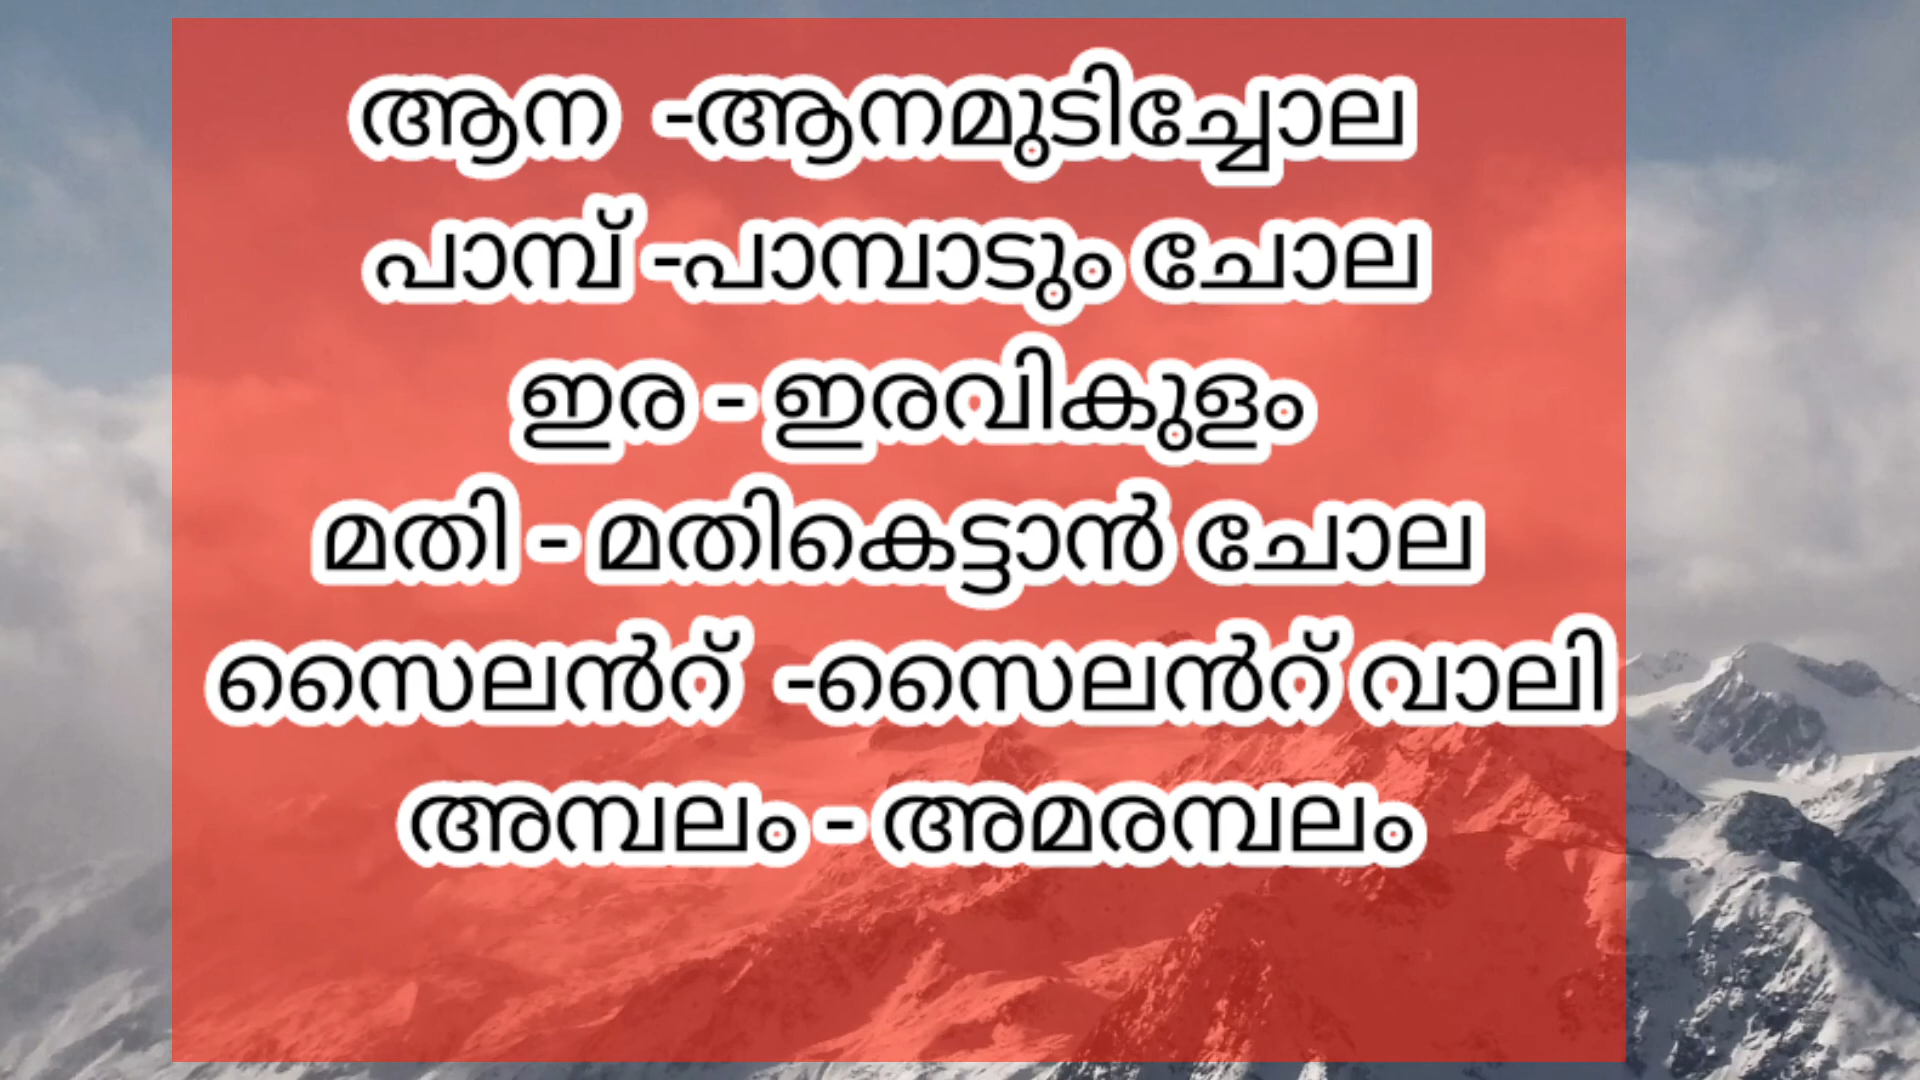 ആന -ആനമുടിച്ചോല
പാമ്പ് -പാമ്പാടും ചോല
ഇര - ഇരവികുളം
മതി - മതികെട്ടാൻ ചോല
സൈലൻറ് -സൈലൻറ് വാലി
അമ്പലം - അമരമ്പലം